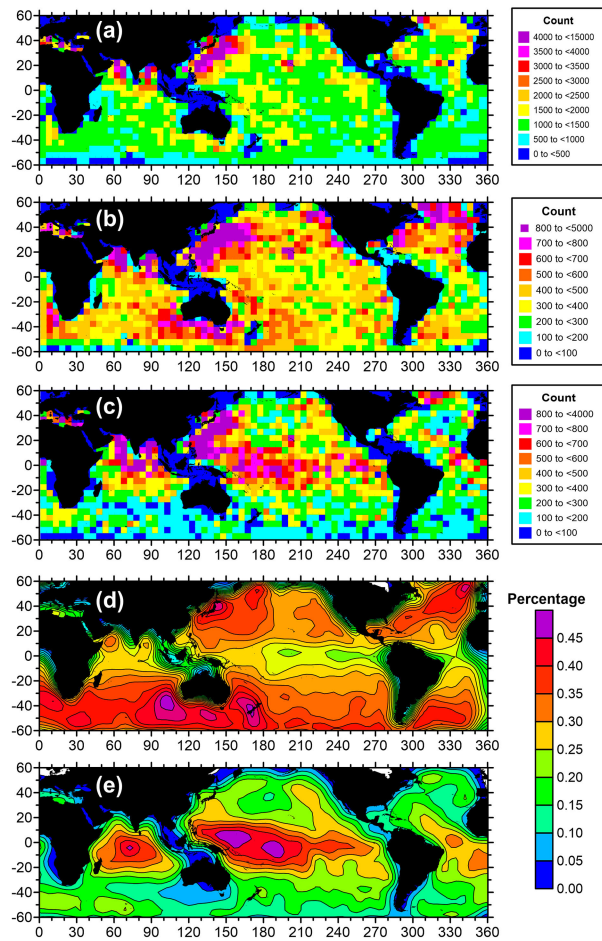 60
40
20
0
-20
-40
-60
(a)
0 30 60 90 120 150 180 210 240 270 300 330 360
Count
4000 to <15000
3500 to <4000
3000 to <3500
2500 to <3000
2000 to <2500
1500 to <2000
1000 to <1500
500 to <1000
0 to <500
60
40
20
0
-20
-40
-60
(b)
0 30 60 90 120 150 180 210 240 270 300 330 360
Count
800 to <5000
700 to <800
600 to <700
500 to <600
400 to <500
300 to <400
200 to <300
100 to <200
0 to <100
60
40
20
0
-20
-40
-60
(c)
0 30 60 90 120 150 180 210 240 270 300 330 360
Count
800 to <4000
700 to <800
600 to <700
500 to <600
400 to <500
300 to <400
200 to <300
100 to <200
0 to <100
60
40
20
0
-20
-40
-60
(d)
0 30 60 90 120 150 180 210 240 270 300 330 360
60
40
20
0
-20
-40
-60
(e)
0 30 60 90 120 150 180 210 240 270 300 330 360
Percentage
0.45
0.40
0.35
0.30
0.25
0.20
0.15
0.10
0.05
0.00